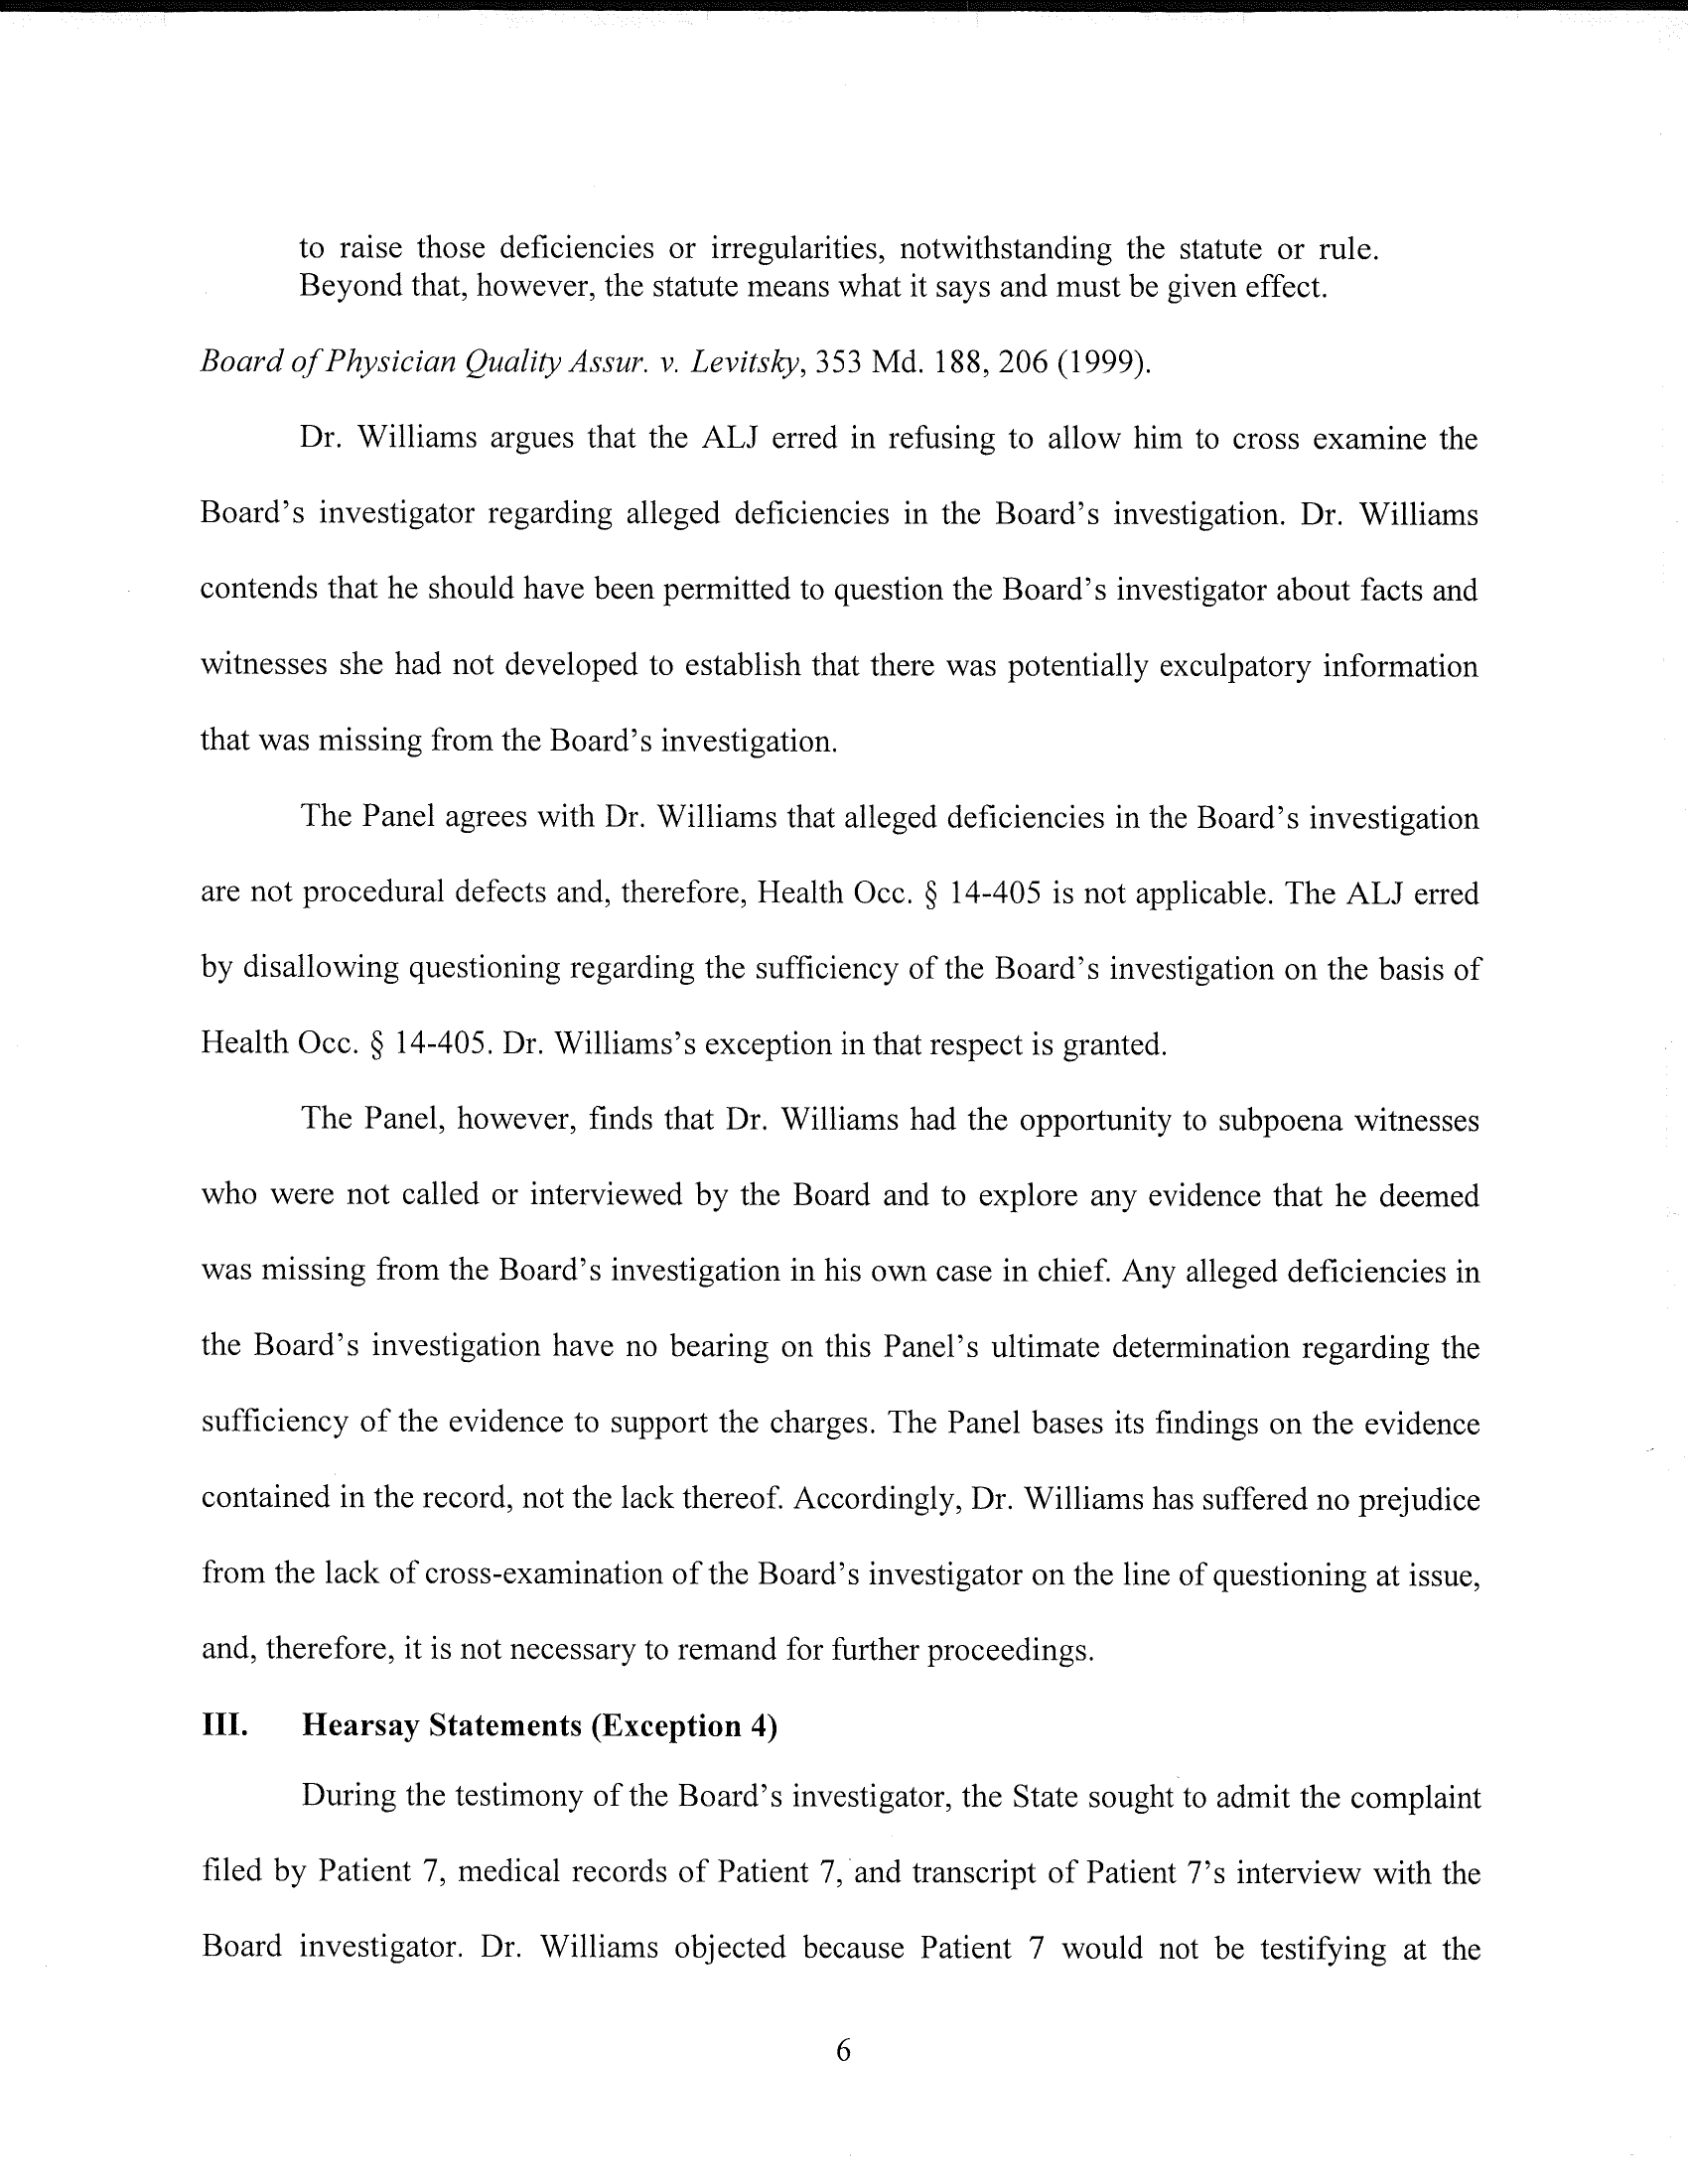 to raise those deficiencies or irregularities, notwithstanding the statute or rule.
Beyond that, however, the statute means what it says and must be given effect.
Board of Physician Quality Assur. v. Levitsky, 353 Md. 188, 206 (1999).
Dr. Williams argues that the ALJ erred in refusing to allow him to cross examine the
Board's investigator regarding alleged deficiencies in the Board's investigation. Dr. Williams
contends that he should have been permitted to question the Board's investigator about facts and
witnesses she had not developed to establish that there was potentially exculpatory information
that was missing from the Board's investigation.
The Panel agrees with Dr. Williams that alleged deficiencies in the Board's investigation
are not procedural defects and, therefore, Health Occ. § 14-405 is not applicable. The ALJ erred
by disallowing questioning regarding the sufficiency of the Board's investigation on the basis of
Health Occ. § 14-405. Dr. Williams's exception in that respect is granted.
The Panel, however, finds that Dr. Williams had the opportunity to subpoena witnesses
who were not called or interviewed by the Board and to explore any evidence that he deemed
was missing from the Board's investigation in his own case in chief. Any alleged deficiencies in
the Board's investigation have no bearing on this Panel's ultimate determination regarding the
sufficiency of the evidence to support the charges. The Panel bases its findings on the evidence
contained in the record, not the lack thereof. Accordingly, Dr. Williams has suffered no prejudice
from the lack of cross-examination of the Board's investigator on the line of questioning at issue,
and, therefore, it is not necessary to remand for further proceedings.
III. Hearsay Statements (Exception 4)
During the testimony of the Board's investigator, the State sought to admit the complaint
filed by Patient 7, medical records of Patient 7, and transcript of Patient 7's interview with the
Board investigator. Dr. Williams objected because Patient 7 would not be testifying at the
6